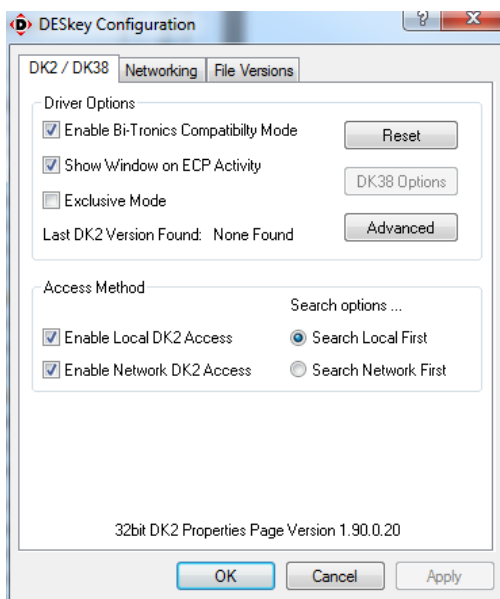 DESkey Configuration
?
X
DK2 / DK38
Networking
File Versions
Driver Options
Enable Bi-Tronics Compatibilty Mode
Reset
Show Window on ECP Activity
DK38 Options
Exclusive Mode
Last DK2 Version Found: None Found
Advanced
Access Method
Search options ...
Enable Local DK2 Access
Search Local First
Enable Network DK2 Access
Search Network First
32bit DK2 Properties Page Version 1.90.0.20
OK
Cancel
Apply